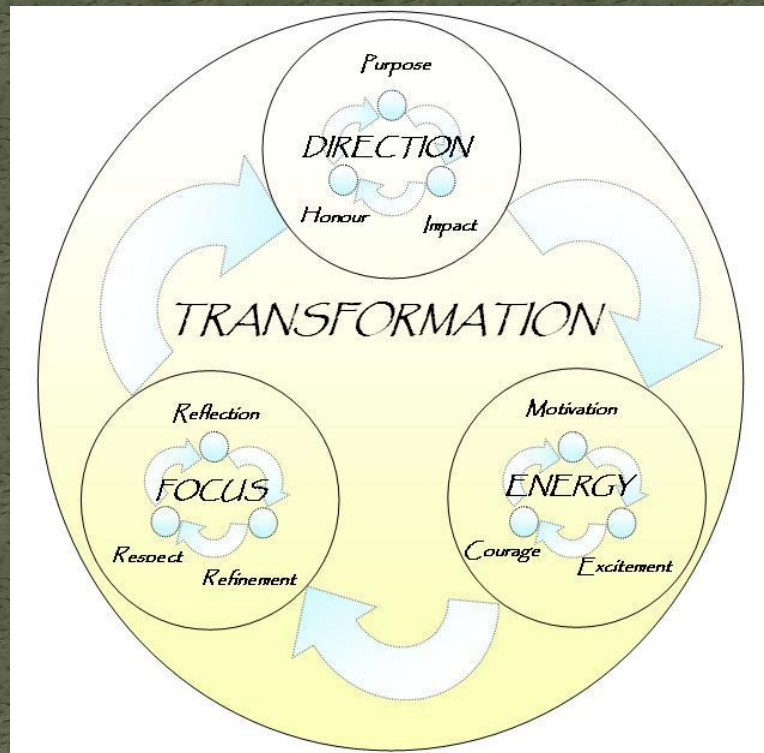 Purpose
DIRECTION
Honour
Impact
TRANSFORMATION
Reflection
FOCUS
Respect
Refinement
Motivation
ENERGY
Courage
Excitement